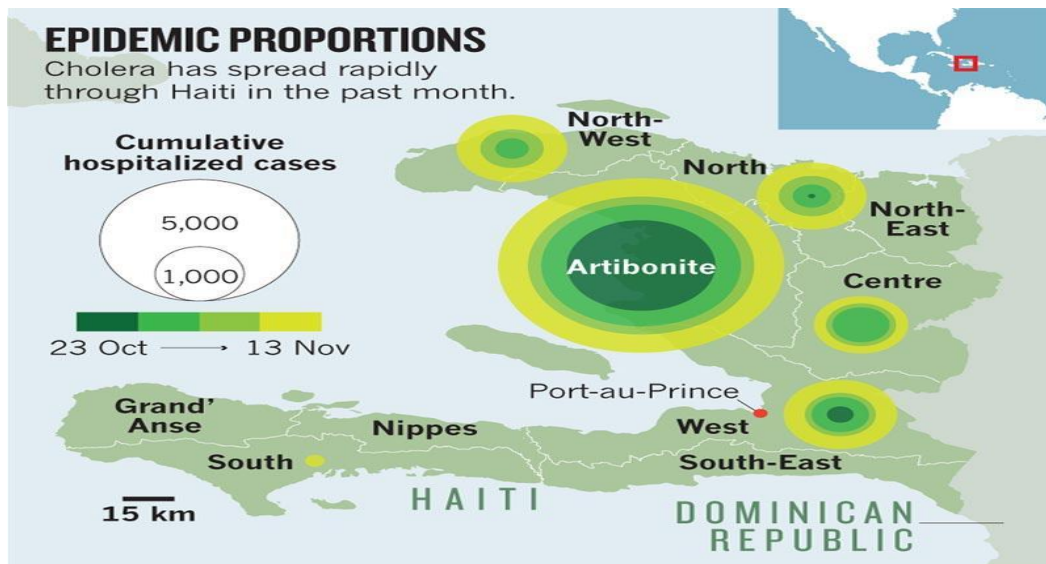 EPIDEMIC PROPORTIONS
Cholera has spread rapidly
through Haiti in the past month.
Cumulative
hospitalized cases
5,000
1,000
23 Oct
13 Nov
North-
West
North
North-
East
Artibonite
Centre
Port-au-Prince
Grand'
Anse
Nippes
West
South
South-East
15 km
HAITI
DOMINICAN
REPUBLIC